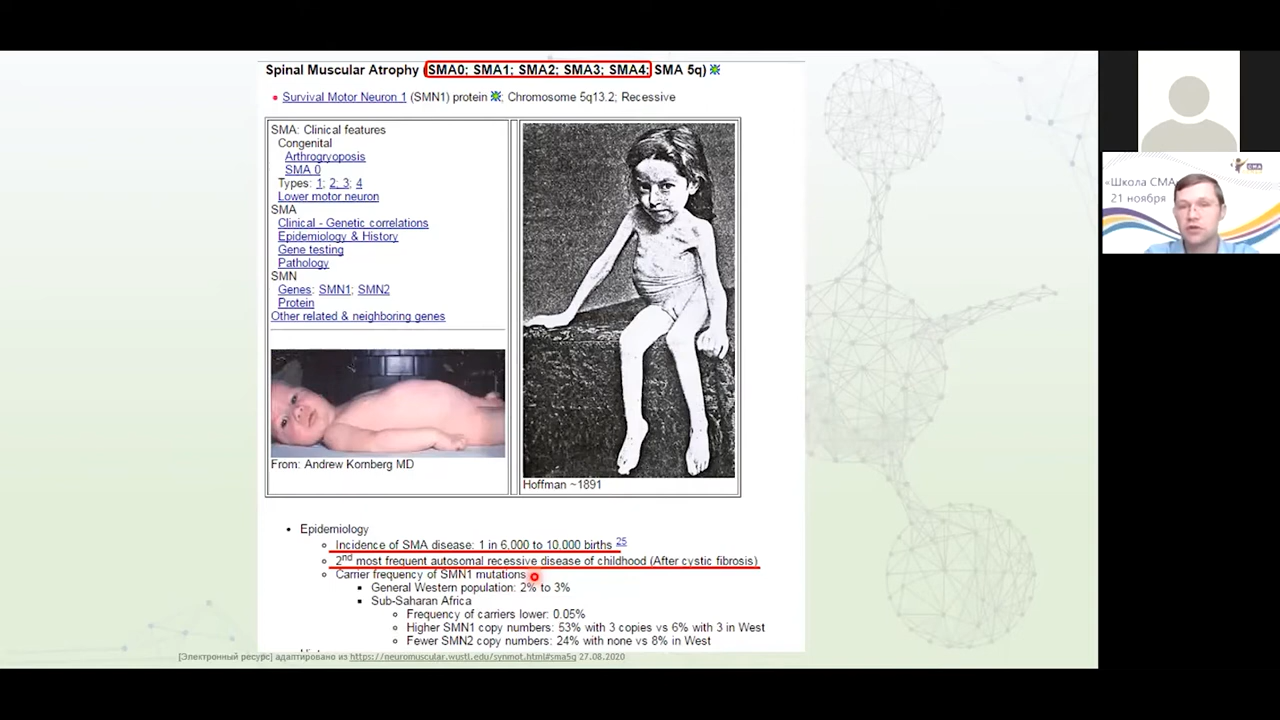 Spinal Muscular Atrophy (SMA0; SMA1; SMA2; SMA3; SMA4; SMA 5q)
Survival Motor Neuron 1 (SMN1) protein ; Chromosome 5q13.2; Recessive
SMA: Clinical features
Congenital
Arthrogryoposis
SMA 0
Types: 1; 2; 3; 4
Lower motor neuron
SMA
Clinical - Genetic correlations
Epidemiology & History
Gene testing
Pathology
SMN
Genes: SMN1; SMN2
Protein
Other related & neighboring genes
From: Andrew Kornberg MD
Hoffman ~1891
Epidemiology
Incidence of SMA disease: 1 in 6,000 to 10,000 births 25
2nd most frequent autosomal recessive disease of childhood (After cystic fibrosis)
Carrier frequency of SMN1 mutations
General Western population: 2% to 3%
Sub-Saharan Africa
Frequency of carriers lower: 0.05%
Higher SMN1 copy numbers: 53% with 3 copies vs 6% with 3 in West
Fewer SMN2 copy numbers: 24% with none vs 8% in West
[Электронный ресурс] адаптировано из https://neuromuscular.wustl.edu/synmot.html#sma5q 27.08.2020
«Школа СМА
21 ноября
СМА